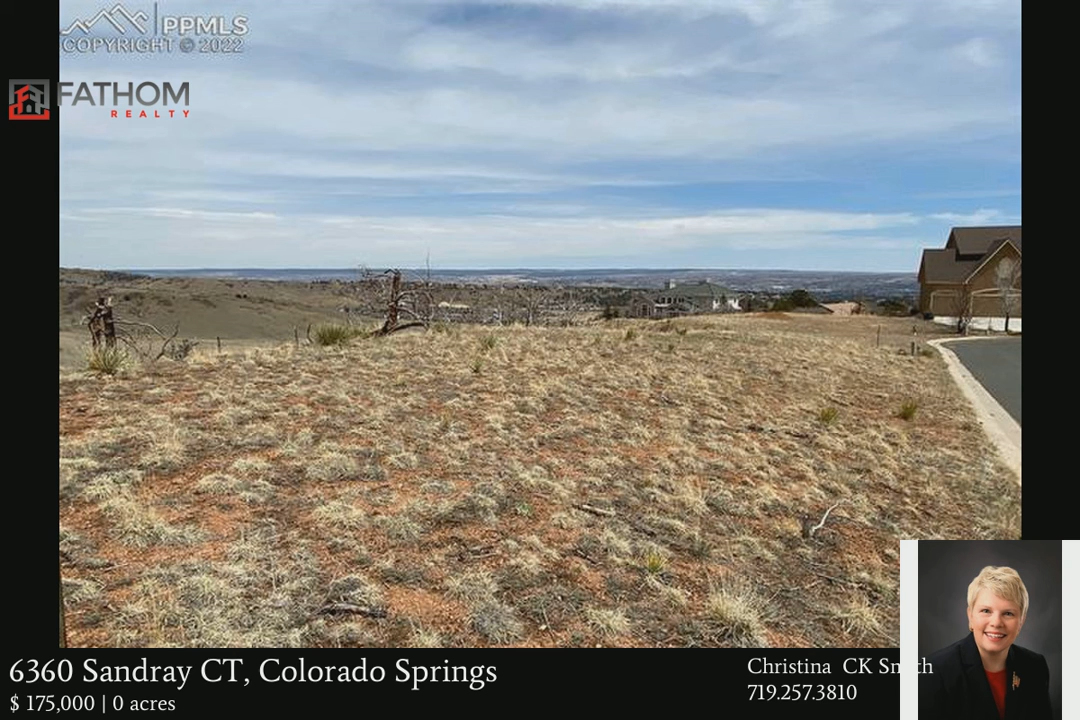 PPMLS
COPYRIGHT © 2022
FATHOM
REALTY
6360 Sandray CT, Colorado Springs
$ 175,000 | 0 acres
Christina CK Smith
719.257.3810